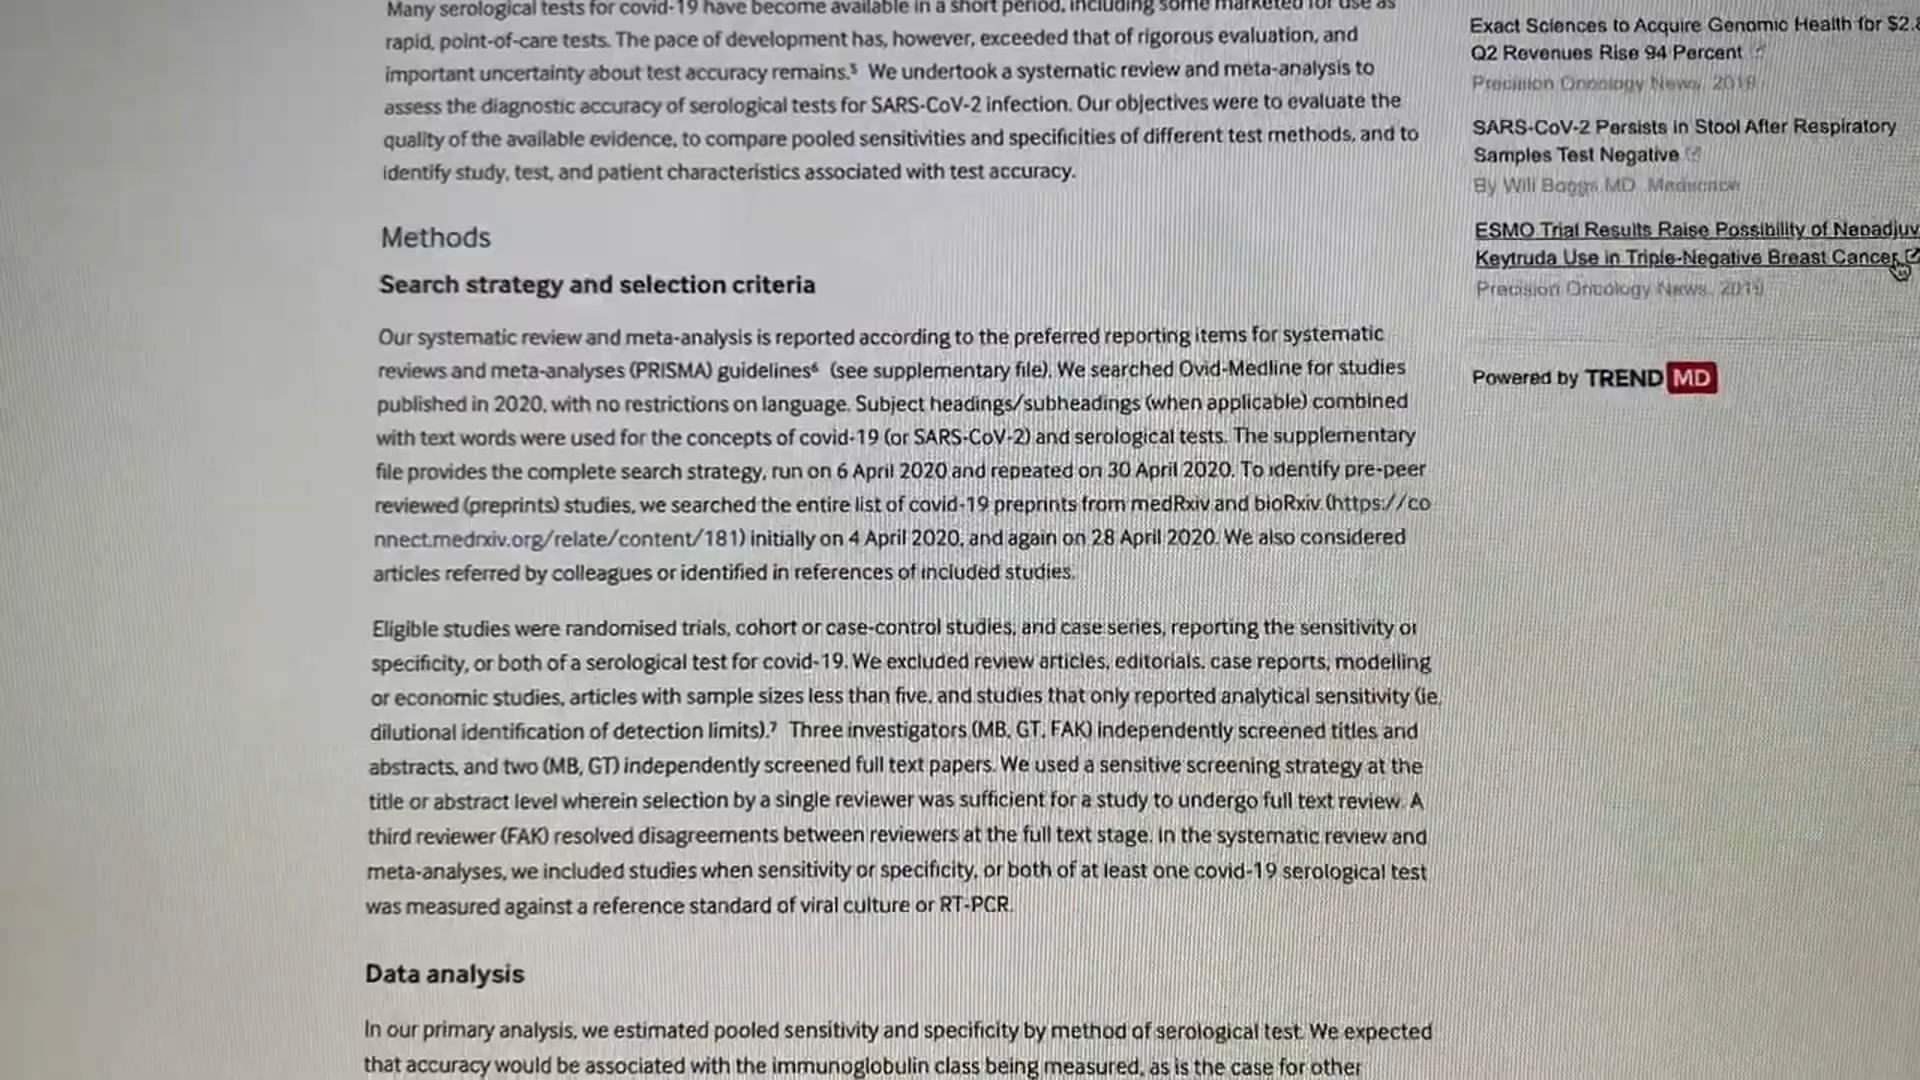 Many serological tests for covid-19 have become available in a short period, including some marketed for use as
rapid, point-of-care tests. The pace of development has, however, exceeded that of rigorous evaluation, and
important uncertainty about test accuracy remains.5 We undertook a systematic review and meta-analysis to
assess the diagnostic accuracy of serological tests for SARS-CoV-2 infection. Our objectives were to evaluate the
quality of the available evidence, to compare pooled sensitivities and specificities of different test methods, and to
identify study, test, and patient characteristics associated with test accuracy.
Methods
Search strategy and selection criteria
Our systematic review and meta-analysis is reported according to the preferred reporting items for systematic
reviews and meta-analyses (PRISMA) guidelines6 (see supplementary file). We searched Ovid-Medline for studies
published in 2020, with no restrictions on language. Subject headings/subheadings (when applicable) combined
with text words were used for the concepts of covid-19 (or SARS-CoV-2) and serological tests. The supplementary
file provides the complete search strategy, run on 6 April 2020 and repeated on 30 April 2020. To identify pre-peer
reviewed (preprints) studies, we searched the entire list of covid-19 preprints from medRxiv and bioRxiv (https://co
nnect.medrxiv.org/relate/content/181) initially on 4 April 2020, and again on 28 April 2020. We also considered
articles referred by colleagues or identified in references of included studies.
Eligible studies were randomised trials, cohort or case-control studies, and case series, reporting the sensitivity or
specificity, or both of a serological test for covid-19. We excluded review articles, editorials, case reports, modelling
or economic studies, articles with sample sizes less than five, and studies that only reported analytical sensitivity (ie,
dilutional identification of detection limits).7 Three investigators (MB, GT, FAK) independently screened titles and
abstracts, and two (MB, GT) independently screened full text papers. We used a sensitive screening strategy at the
title or abstract level wherein selection by a single reviewer was sufficient for a study to undergo full text review. A
third reviewer (FAK) resolved disagreements between reviewers at the full text stage. In the systematic review and
meta-analyses, we included studies when sensitivity or specificity, or both of at least one covid-19 serological test
was measured against a reference standard of viral culture or RT-PCR.
Data analysis
In our primary analysis, we estimated pooled sensitivity and specificity by method of serological test. We expected
that accuracy would be associated with the immunoglobulin class being measured, as is the case for other
Exact Sciences to Acquire Genomic Health for $2.8
Q2 Revenues Rise 94 Percent
Precision Oncology News, 2019
SARS-CoV-2 Persists in Stool After Respiratory
Samples Test Negative
By Will Boggs MD, Medscape
ESMO Trial Results Raise Possibility of Neoadjuv
Keytruda Use in Triple-Negative Breast Cancer
Precision Oncology News, 2019
Powered by TREND MD